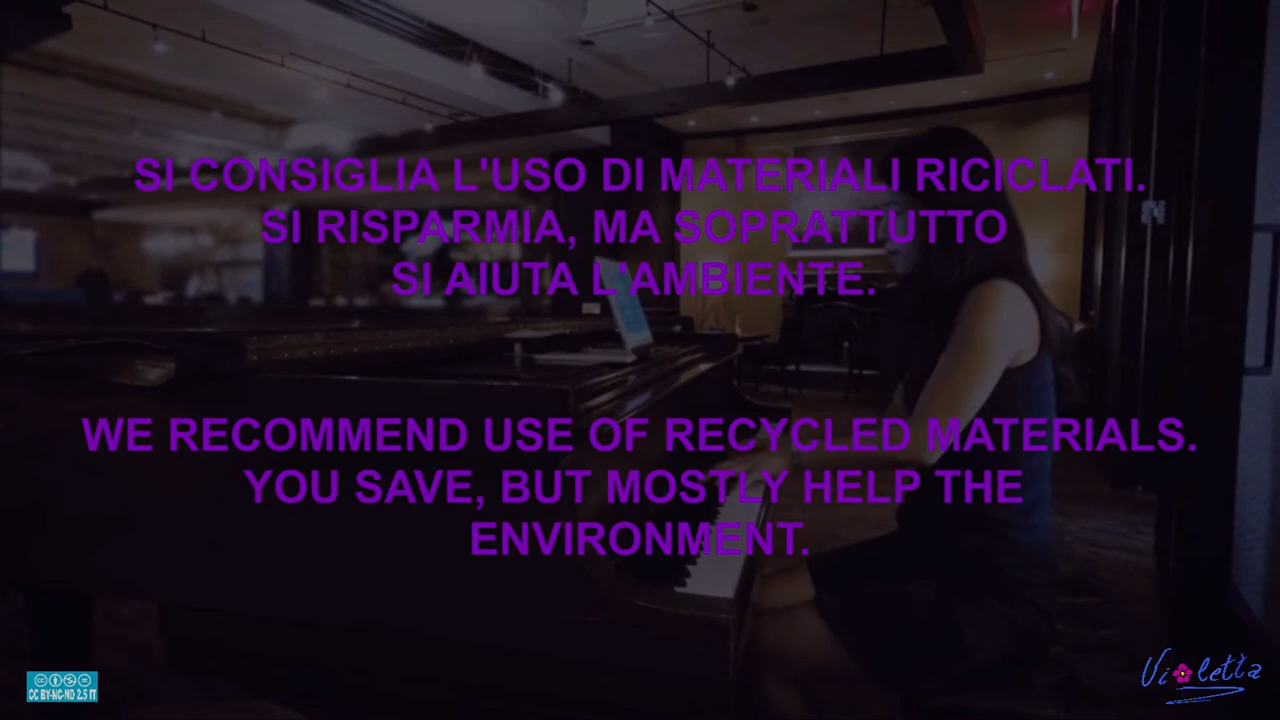 SI CONSIGLIA L'USO DI MATERIALI RICICLATI.
SI RISPARMIA, MA SOPRATTUTTO
SI AIUTA L'AMBIENTE.
WE RECOMMEND USE OF RECYCLED MATERIALS.
YOU SAVE, BUT MOSTLY HELP THE
ENVIRONMENT.
CC BY-NC-ND 2.5 IT
Violetta